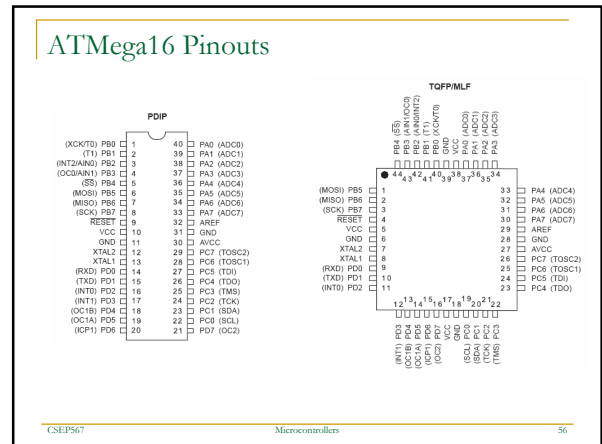 ATMega16 Pinouts
PDIP
(XCK/T0) PB0 1 40 PA0 (ADC0)
(T1) PB1 2 39 PA1 (ADC1)
(INT2/AIN0) PB2 3 38 PA2 (ADC2)
(OC0/AIN1) PB3 4 37 PA3 (ADC3)
(SS) PB4 5 36 PA4 (ADC4)
(MOSI) PB5 6 35 PA5 (ADC5)
(MISO) PB6 7 34 PA6 (ADC6)
(SCK) PB7 8 33 PA7 (ADC7)
RESET 9 32 AREF
VCC 10 31 GND
GND 11 30 AVCC
XTAL2 12 29 PC7 (TOSC2)
XTAL1 13 28 PC6 (TOSC1)
(RXD) PD0 14 27 PC5 (TDI)
(TXD) PD1 15 26 PC4 (TDO)
(INT0) PD2 16 25 PC3 (TMS)
(INT1) PD3 17 24 PC2 (TCK)
(OC1B) PD4 18 23 PC1 (SDA)
(OC1A) PD5 19 22 PC0 (SCL)
(ICP1) PD6 20 21 PD7 (OC2)
TQFP/MLF
PB4 (SS)
PB3 (AIN1/OC0)
PB2 (AIN0/INT2)
PB1 (T1)
PB0 (XCK/T0)
GND
VCC
PA0 (ADC0)
PA1 (ADC1)
PA2 (ADC2)
PA3 (ADC3)
44 43 42 41 40 39 38 37 36 35 34
(MOSI) PB5 1 33 PA4 (ADC4)
(MISO) PB6 2 32 PA5 (ADC5)
(SCK) PB7 3 31 PA6 (ADC6)
RESET 4 30 PA7 (ADC7)
VCC 5 29 AREF
GND 6 28 GND
XTAL2 7 27 AVCC
XTAL1 8 26 PC7 (TOSC2)
(RXD) PD0 9 25 PC6 (TOSC1)
(TXD) PD1 10 24 PC5 (TDI)
(INT0) PD2 11 23 PC4 (TDO)
12 13 14 15 16 17 18 19 20 21 22
(INT1) PD3
(OC1B) PD4
(OC1A) PD5
(ICP1) PD6
(OC2) PD7
VCC
GND
(SCL) PC0
(SDA) PC1
(TCK) PC2
(TMS) PC3
CSEP567 Microcontrollers 56